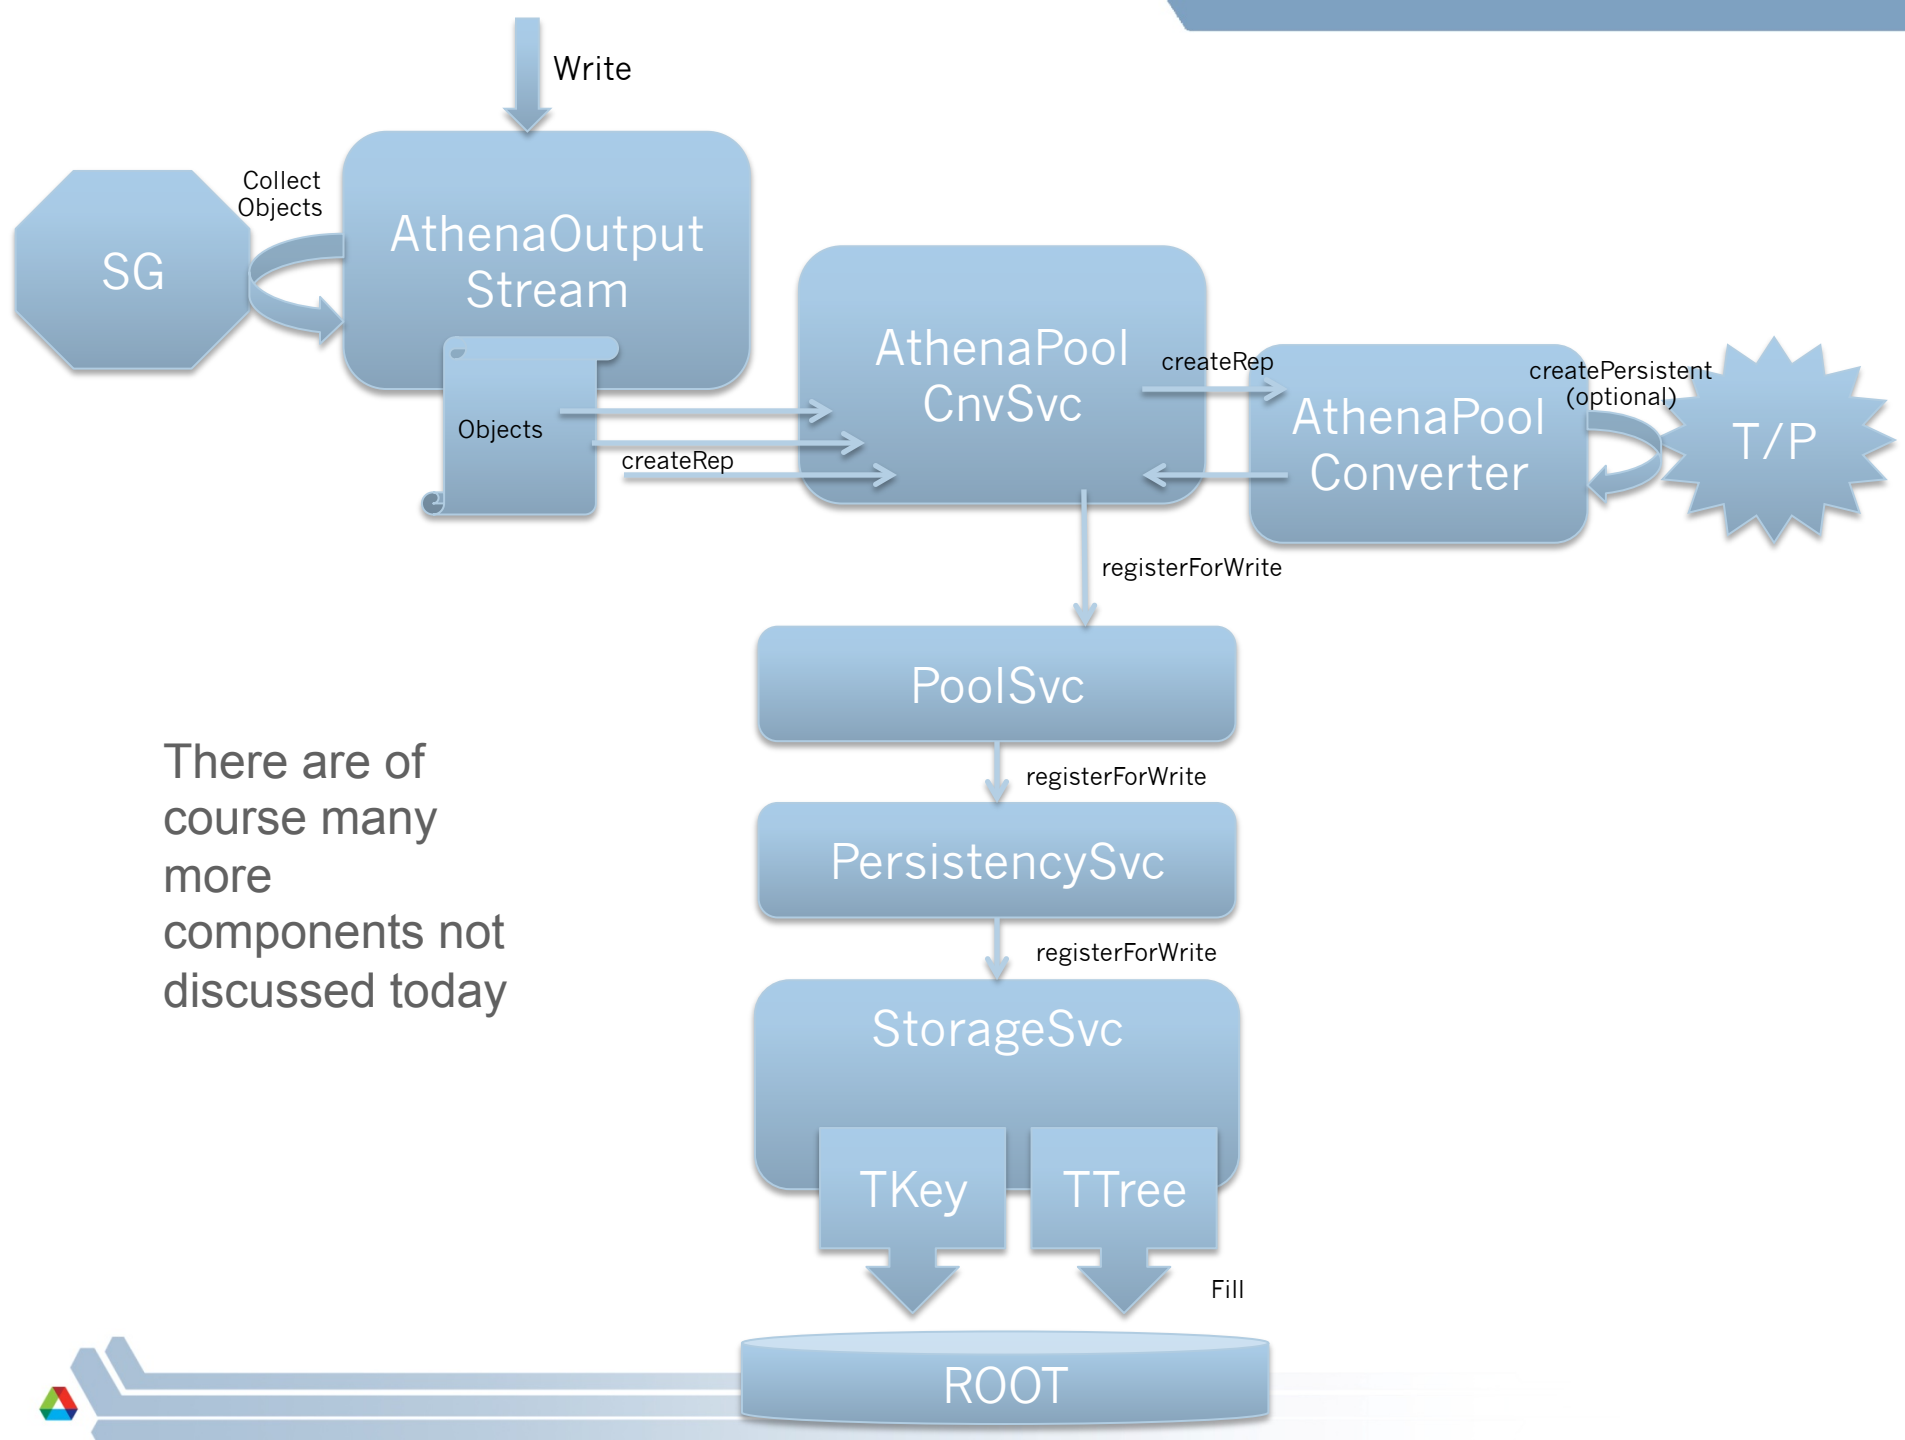 Write
Collect
Objects
SG
AthenaOutput
Stream
Objects
createRep
AthenaPool
CnvSvc
createRep
AthenaPool
Converter
createPersistent
(optional)
T/P
registerForWrite
PoolSvc
registerForWrite
PersistencySvc
registerForWrite
StorageSvc
TKey
TTree
Fill
ROOT
There are of
course many
more
components not
discussed today